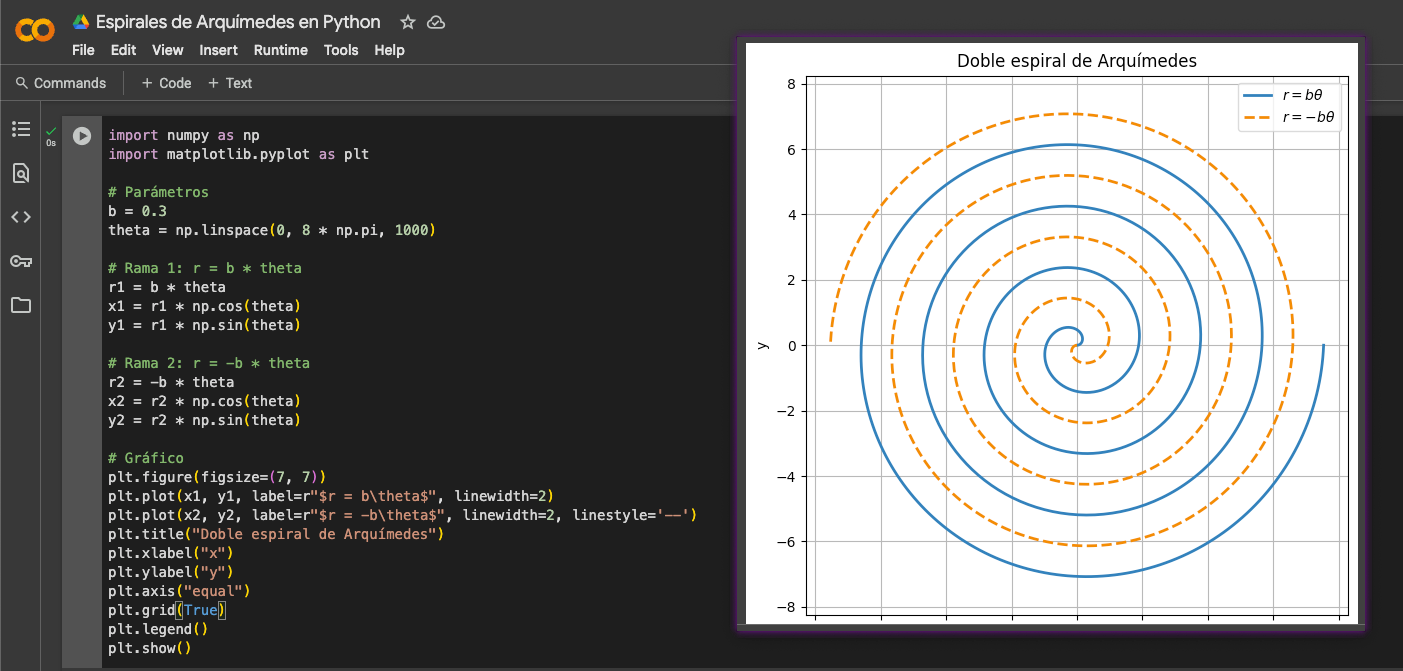 Espirales de Arquímedes en Python
File Edit View Insert Runtime Tools Help
Commands + Code + Text
0s
import numpy as np
import matplotlib.pyplot as plt
# Parámetros
b = 0.3
theta = np.linspace(0, 8 * np.pi, 1000)
# Rama 1: r = b * theta
r1 = b * theta
x1 = r1 * np.cos(theta)
y1 = r1 * np.sin(theta)
# Rama 2: r = -b * theta
r2 = -b * theta
x2 = r2 * np.cos(theta)
y2 = r2 * np.sin(theta)
# Gráfico
plt.figure(figsize=(7, 7))
plt.plot(x1, y1, label=r"$r = b\theta$", linewidth=2)
plt.plot(x2, y2, label=r"$r = -b\theta$", linewidth=2, linestyle='--')
plt.title("Doble espiral de Arquímedes")
plt.xlabel("x")
plt.ylabel("y")
plt.axis("equal")
plt.grid(True)
plt.legend()
plt.show()
Doble espiral de Arquímedes
r = bθ
r = −bθ
8
6
4
2
0
−2
−4
−6
−8
y